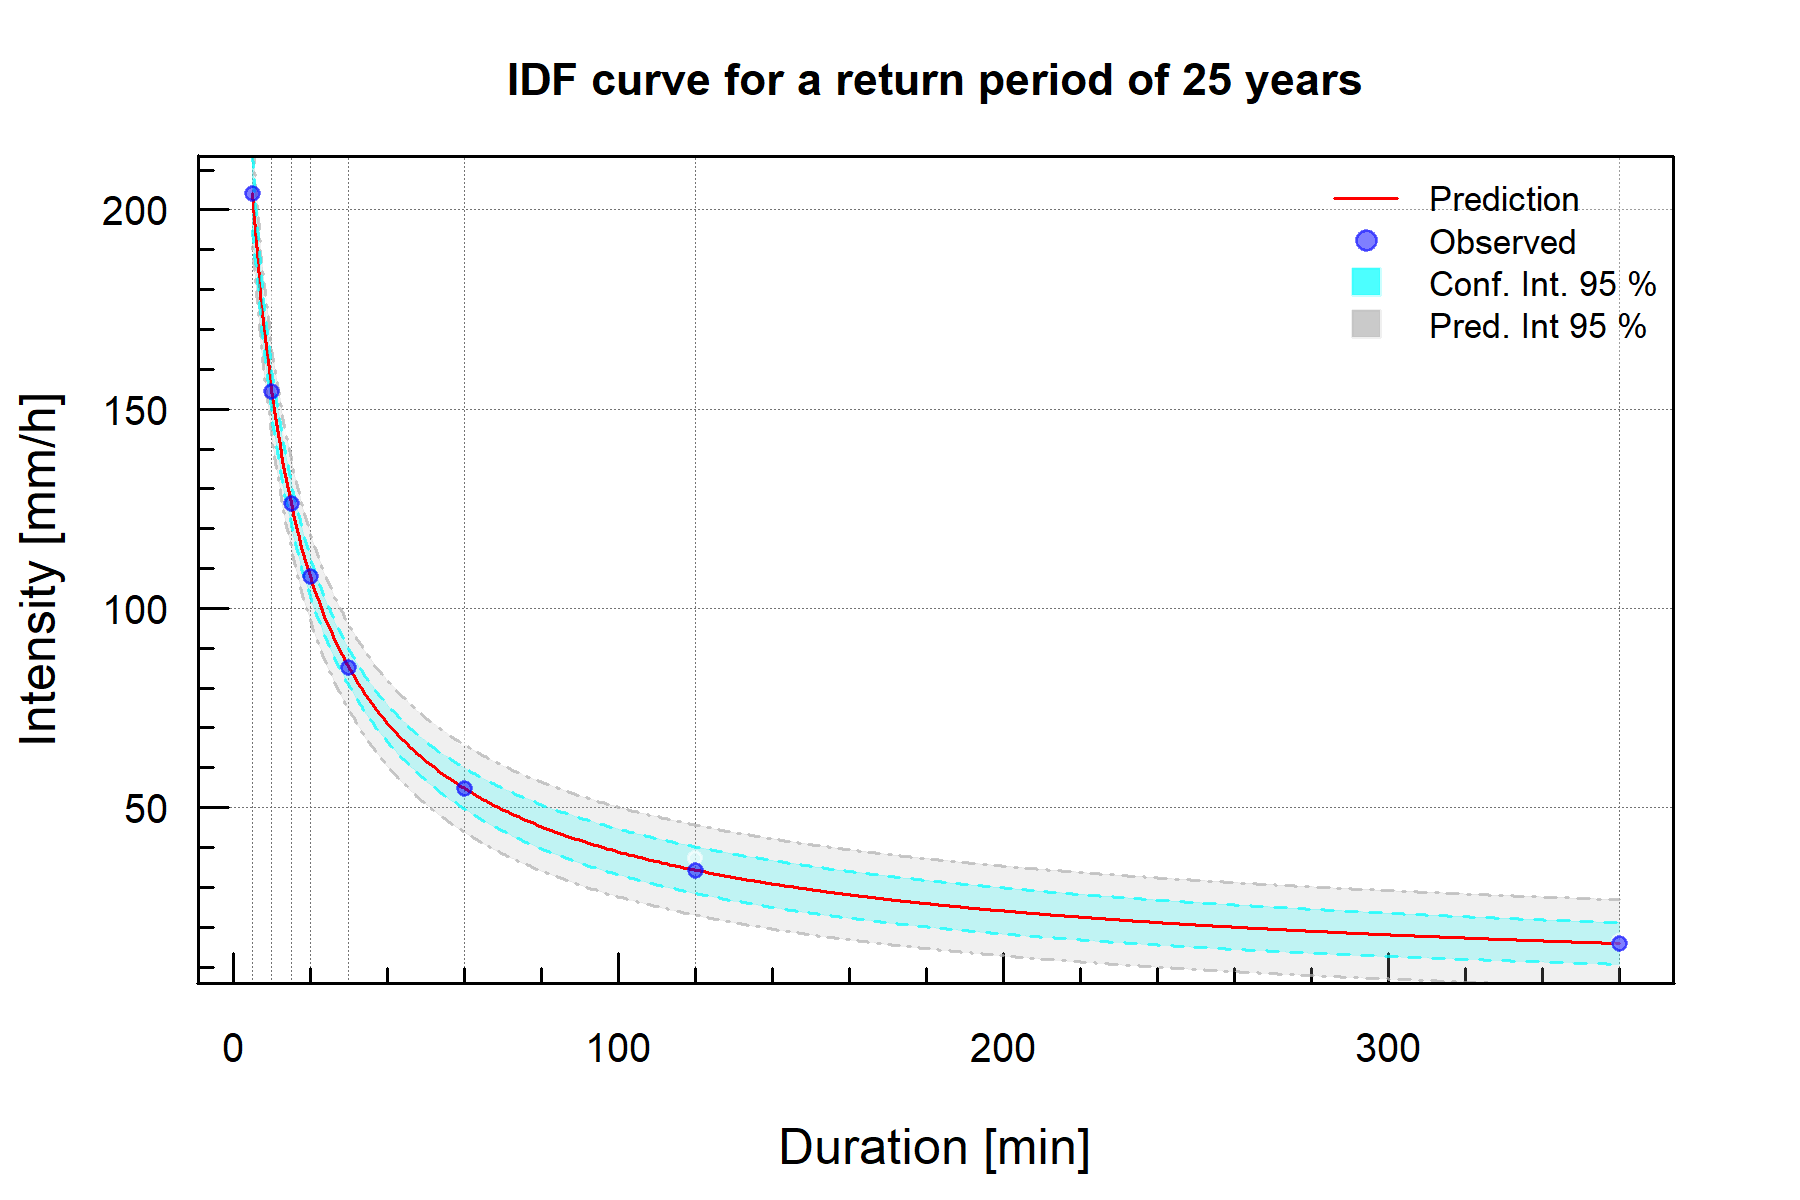 IDF curve for a return period of 25 years
Intensity [mm/h]
200
150
100
50
Prediction
Observed
Conf. Int. 95 %
Pred. Int 95 %
0 100 200 300
Duration [min]